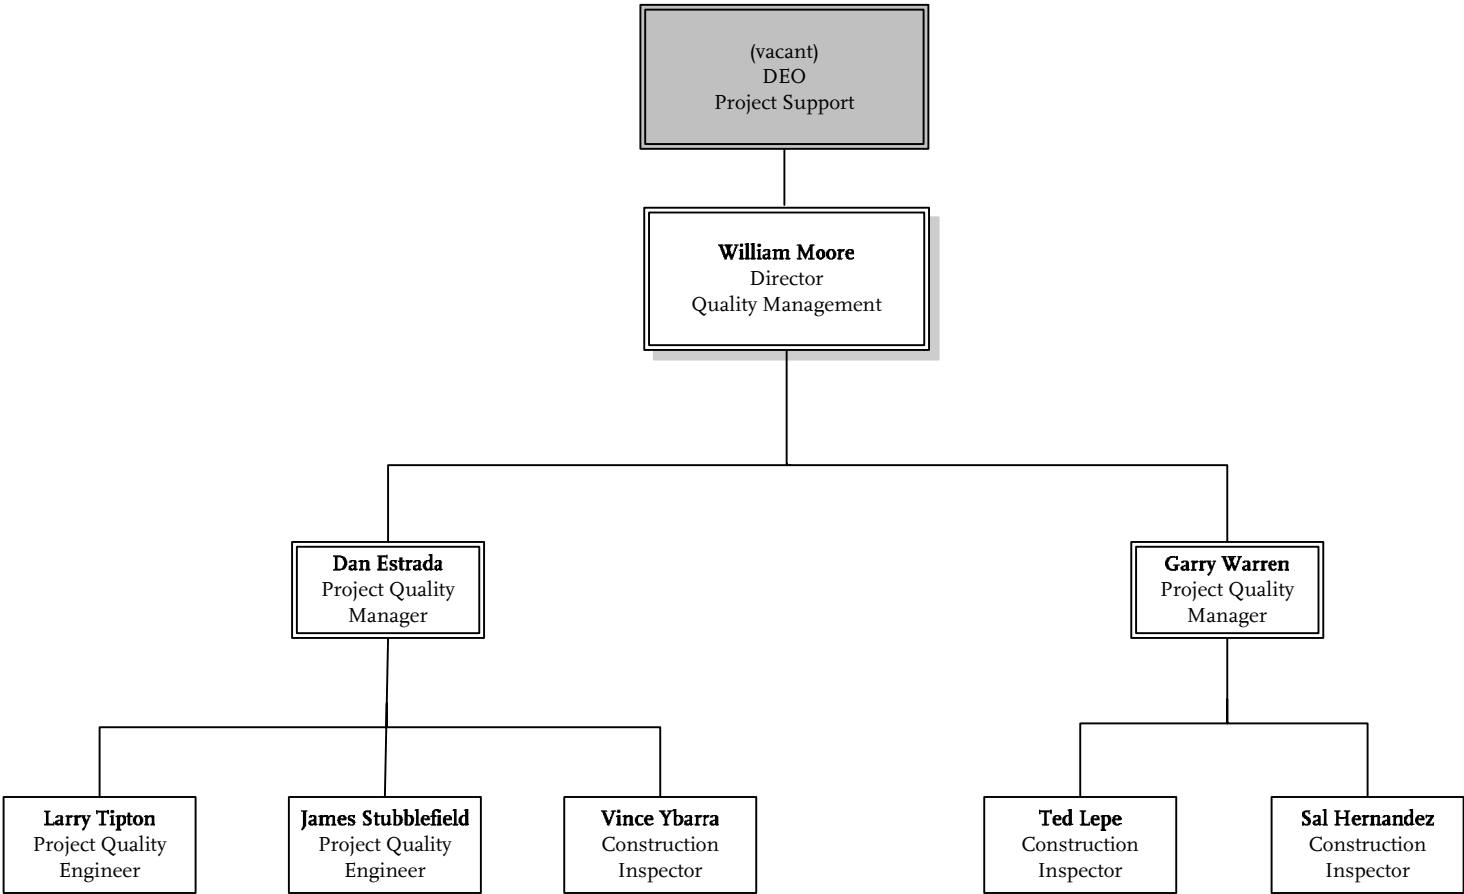 (vacant)
DEO
Project Support
William Moore
Director
Quality Management
Dan Estrada
Project Quality
Manager
Garry Warren
Project Quality
Manager
Larry Tipton
Project Quality
Engineer
James Stubblefield
Project Quality
Engineer
Vince Ybarra
Construction
Inspector
Ted Lepe
Construction
Inspector
Sal Hernandez
Construction
Inspector